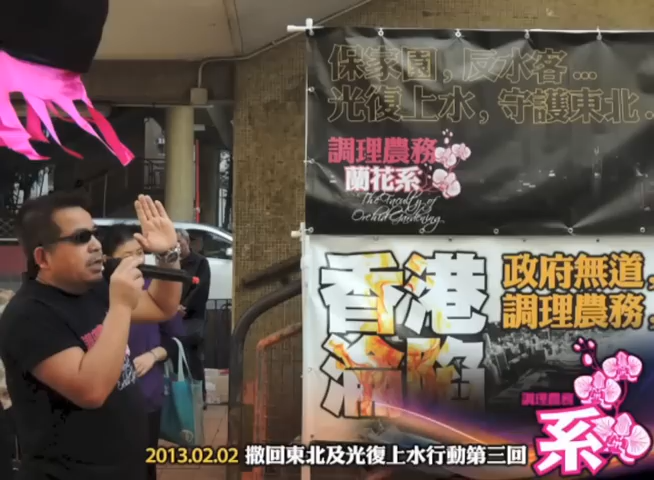 保家園，反水客...
光復上水，守護東北...
調理農務
蘭花系
The Faculty of
Orchid Gardening
香港
淪陷
政府無道，
調理農務，
調理農務
系
2013.02.02 撤回東北及光復上水行動第三回